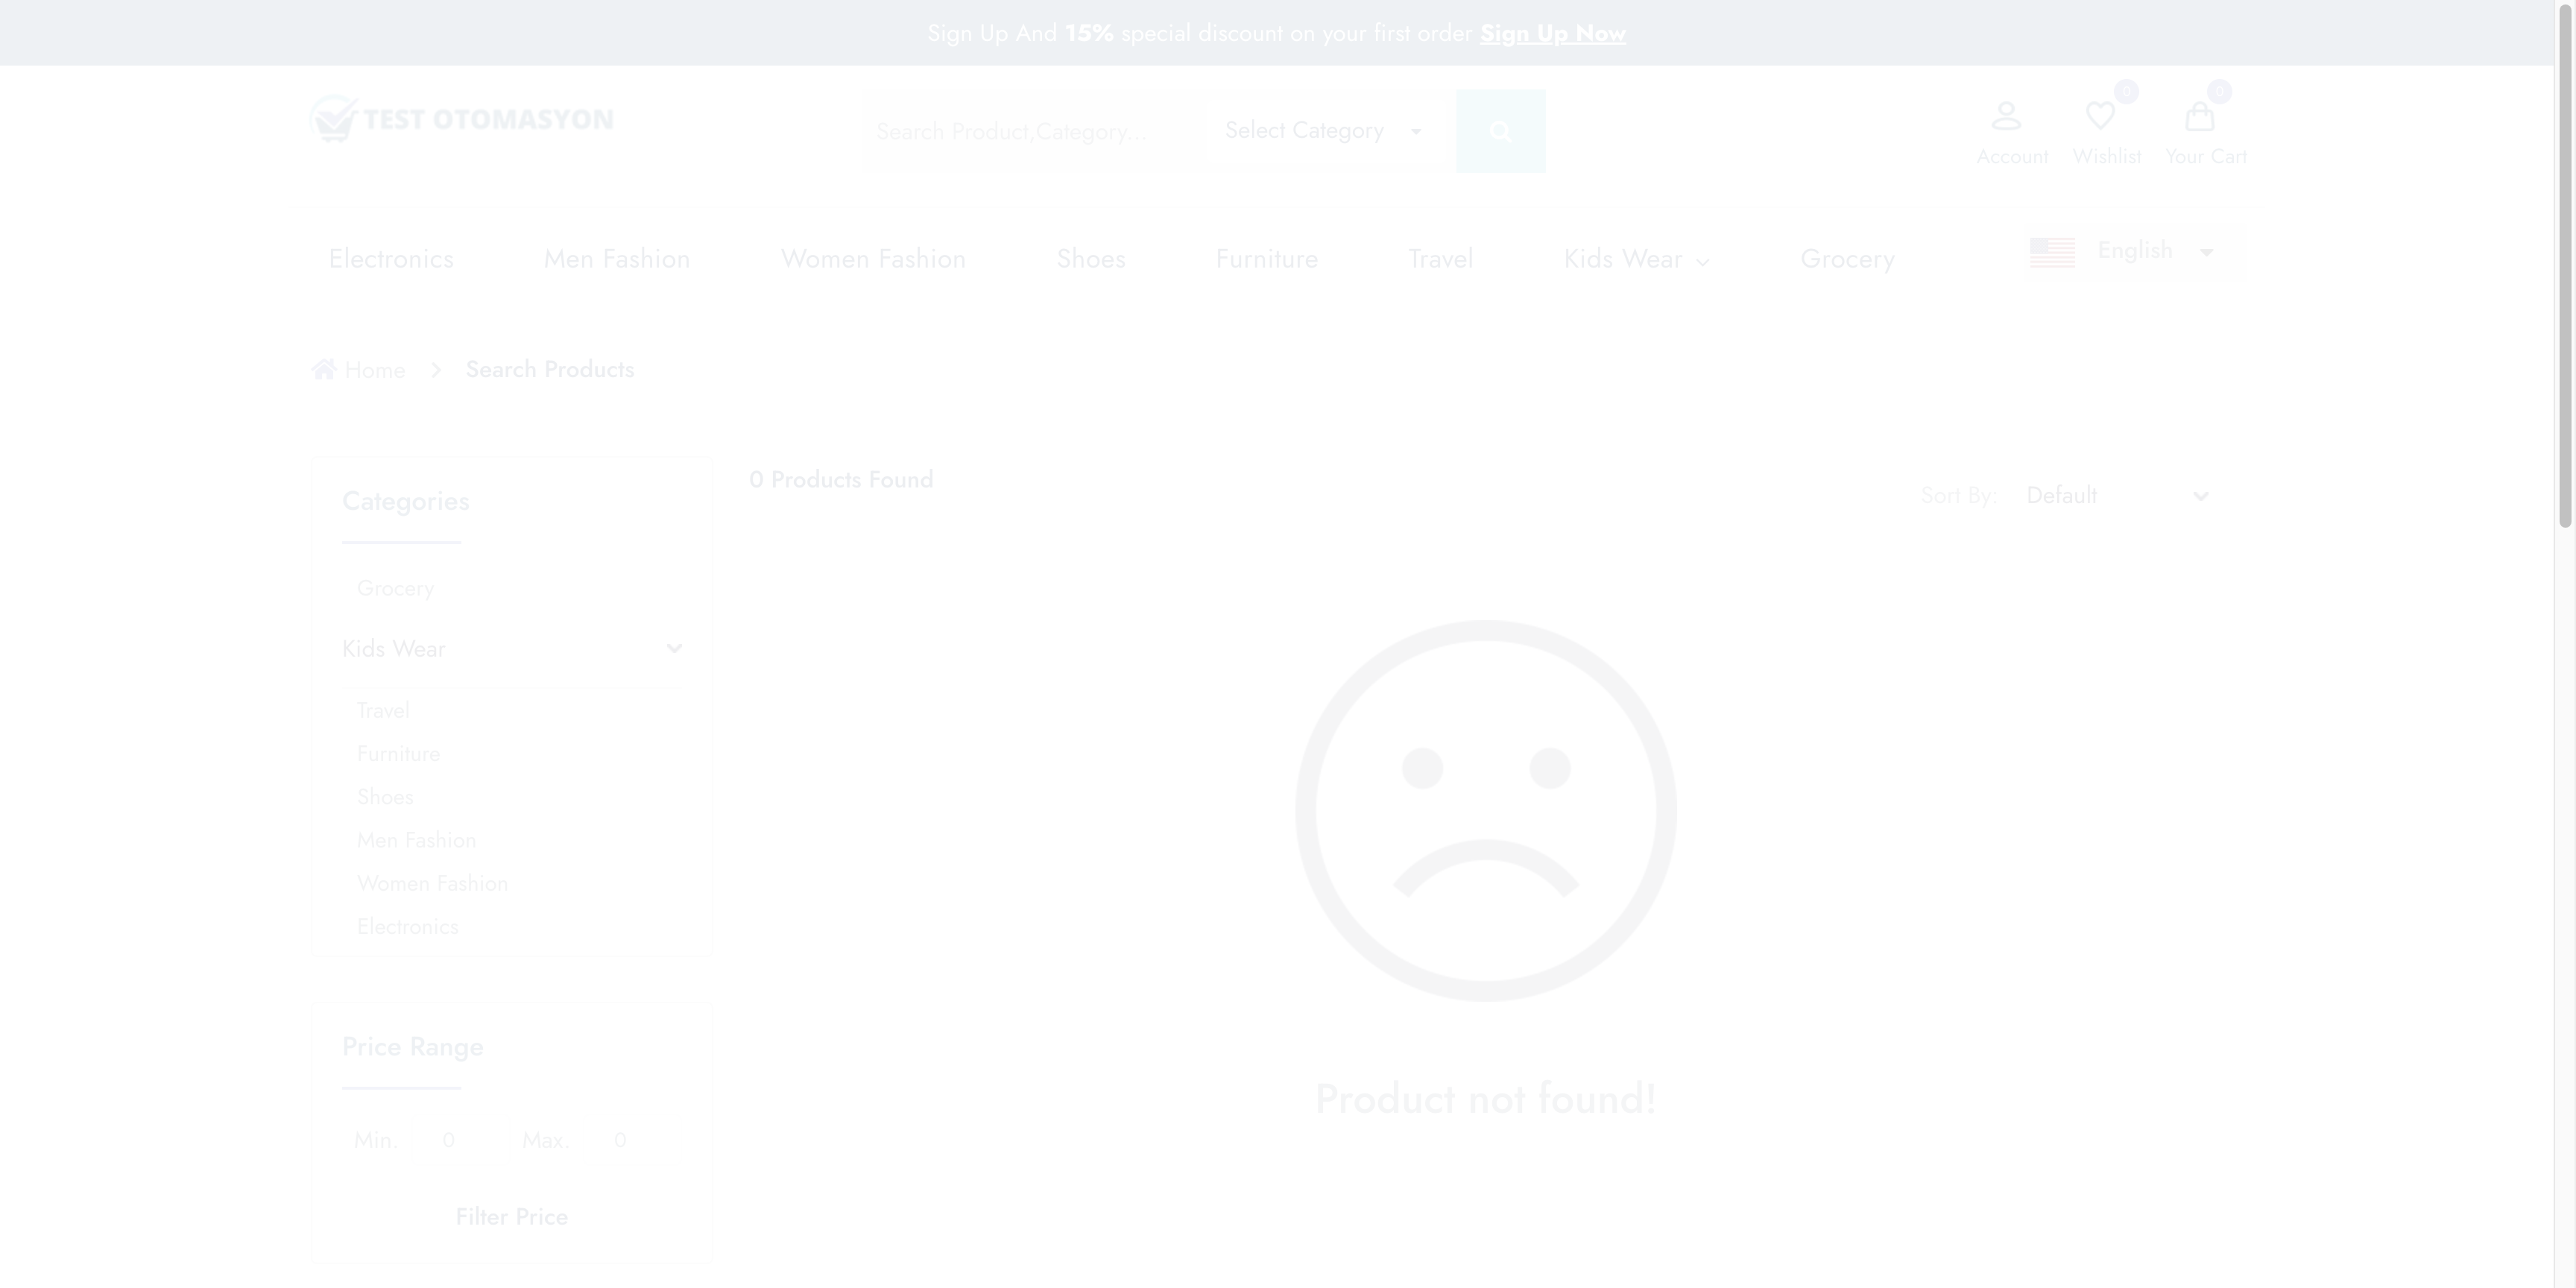 Sign Up And 15% special discount on your first order Sign Up Now
TEST OTOMASYON
Search Product,Category...
Select Category
0
0
Account
Wishlist
Your Cart
Electronics
Men Fashion
Women Fashion
Shoes
Furniture
Travel
Kids Wear
Grocery
English
Home
Search Products
Categories
Grocery
Kids Wear
Travel
Furniture
Shoes
Men Fashion
Women Fashion
Electronics
Price Range
Min. 0 Max. 0
Filter Price
0 Products Found
Sort By: Default
Product not found!